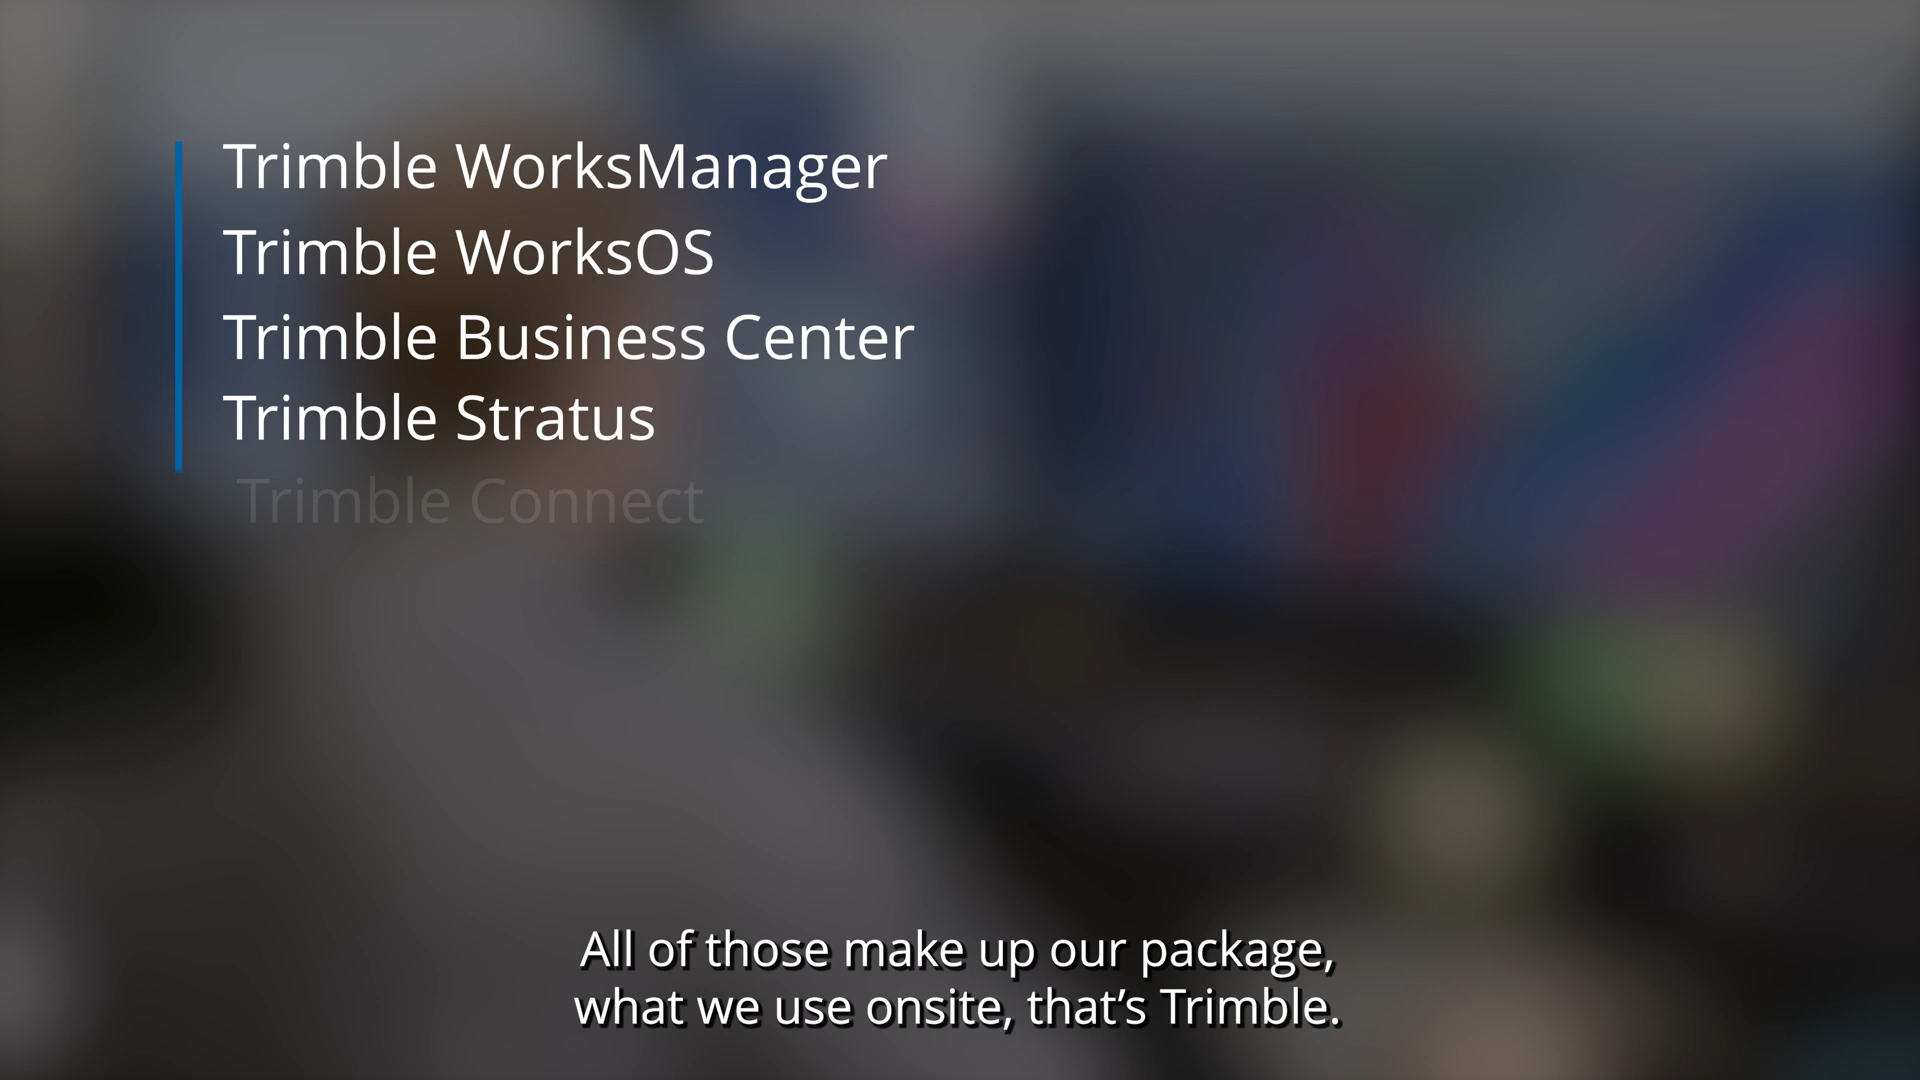 Trimble WorksManager
Trimble WorksOS
Trimble Business Center
Trimble Stratus
Trimble Connect
All of those make up our package,
what we use onsite, that’s Trimble.